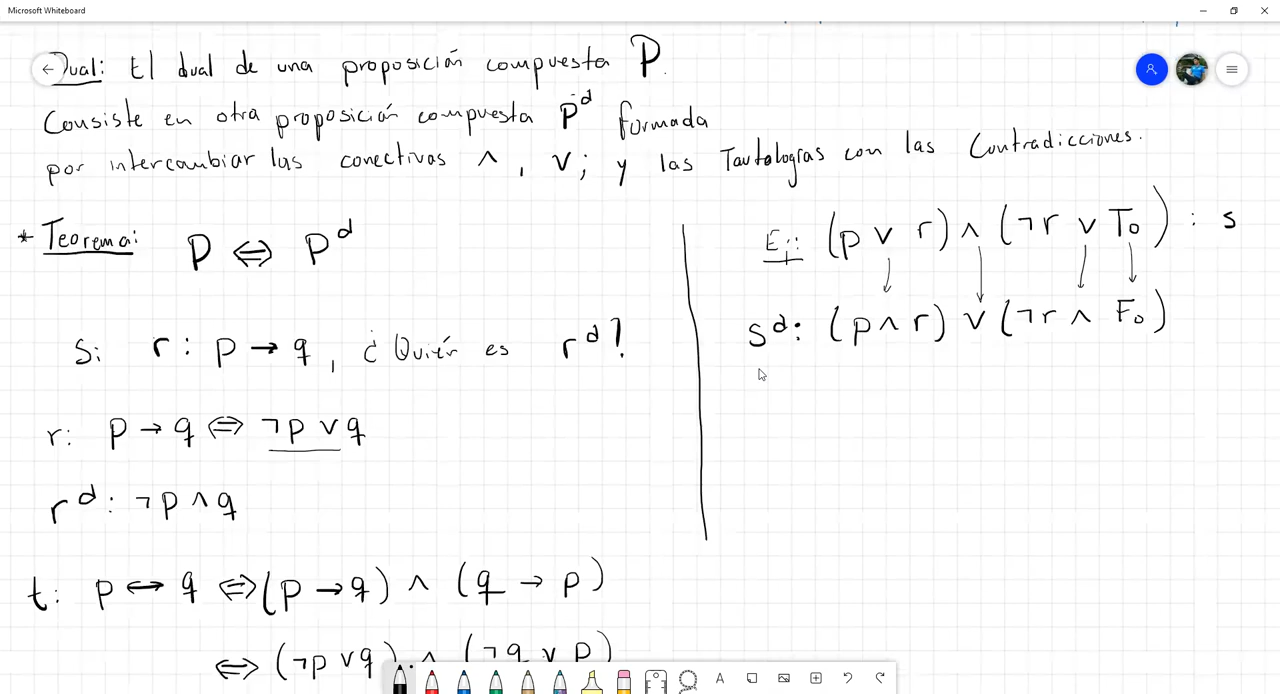 Microsoft Whiteboard
Dual: El dual de una proposición compuesta P.
Consiste en otra proposición compuesta P^d formada
por intercambiar las conectivas ∧, ∨; y las Tautologías con las Contradicciones.
* Teorema: P ⇔ P^d
Si r: p → q, ¿Quién es r^d?
r: p → q ⇔ ¬p ∨ q
r^d: ¬p ∧ q
t: p ↔ q ⇔ (p → q) ∧ (q → p)
⇔ (¬p ∨ q) ∧ (¬q ∨ p)
Ej: (p ∨ r) ∧ (¬r ∨ T₀) : s
s^d: (p ∧ r) ∨ (¬r ∧ F₀)